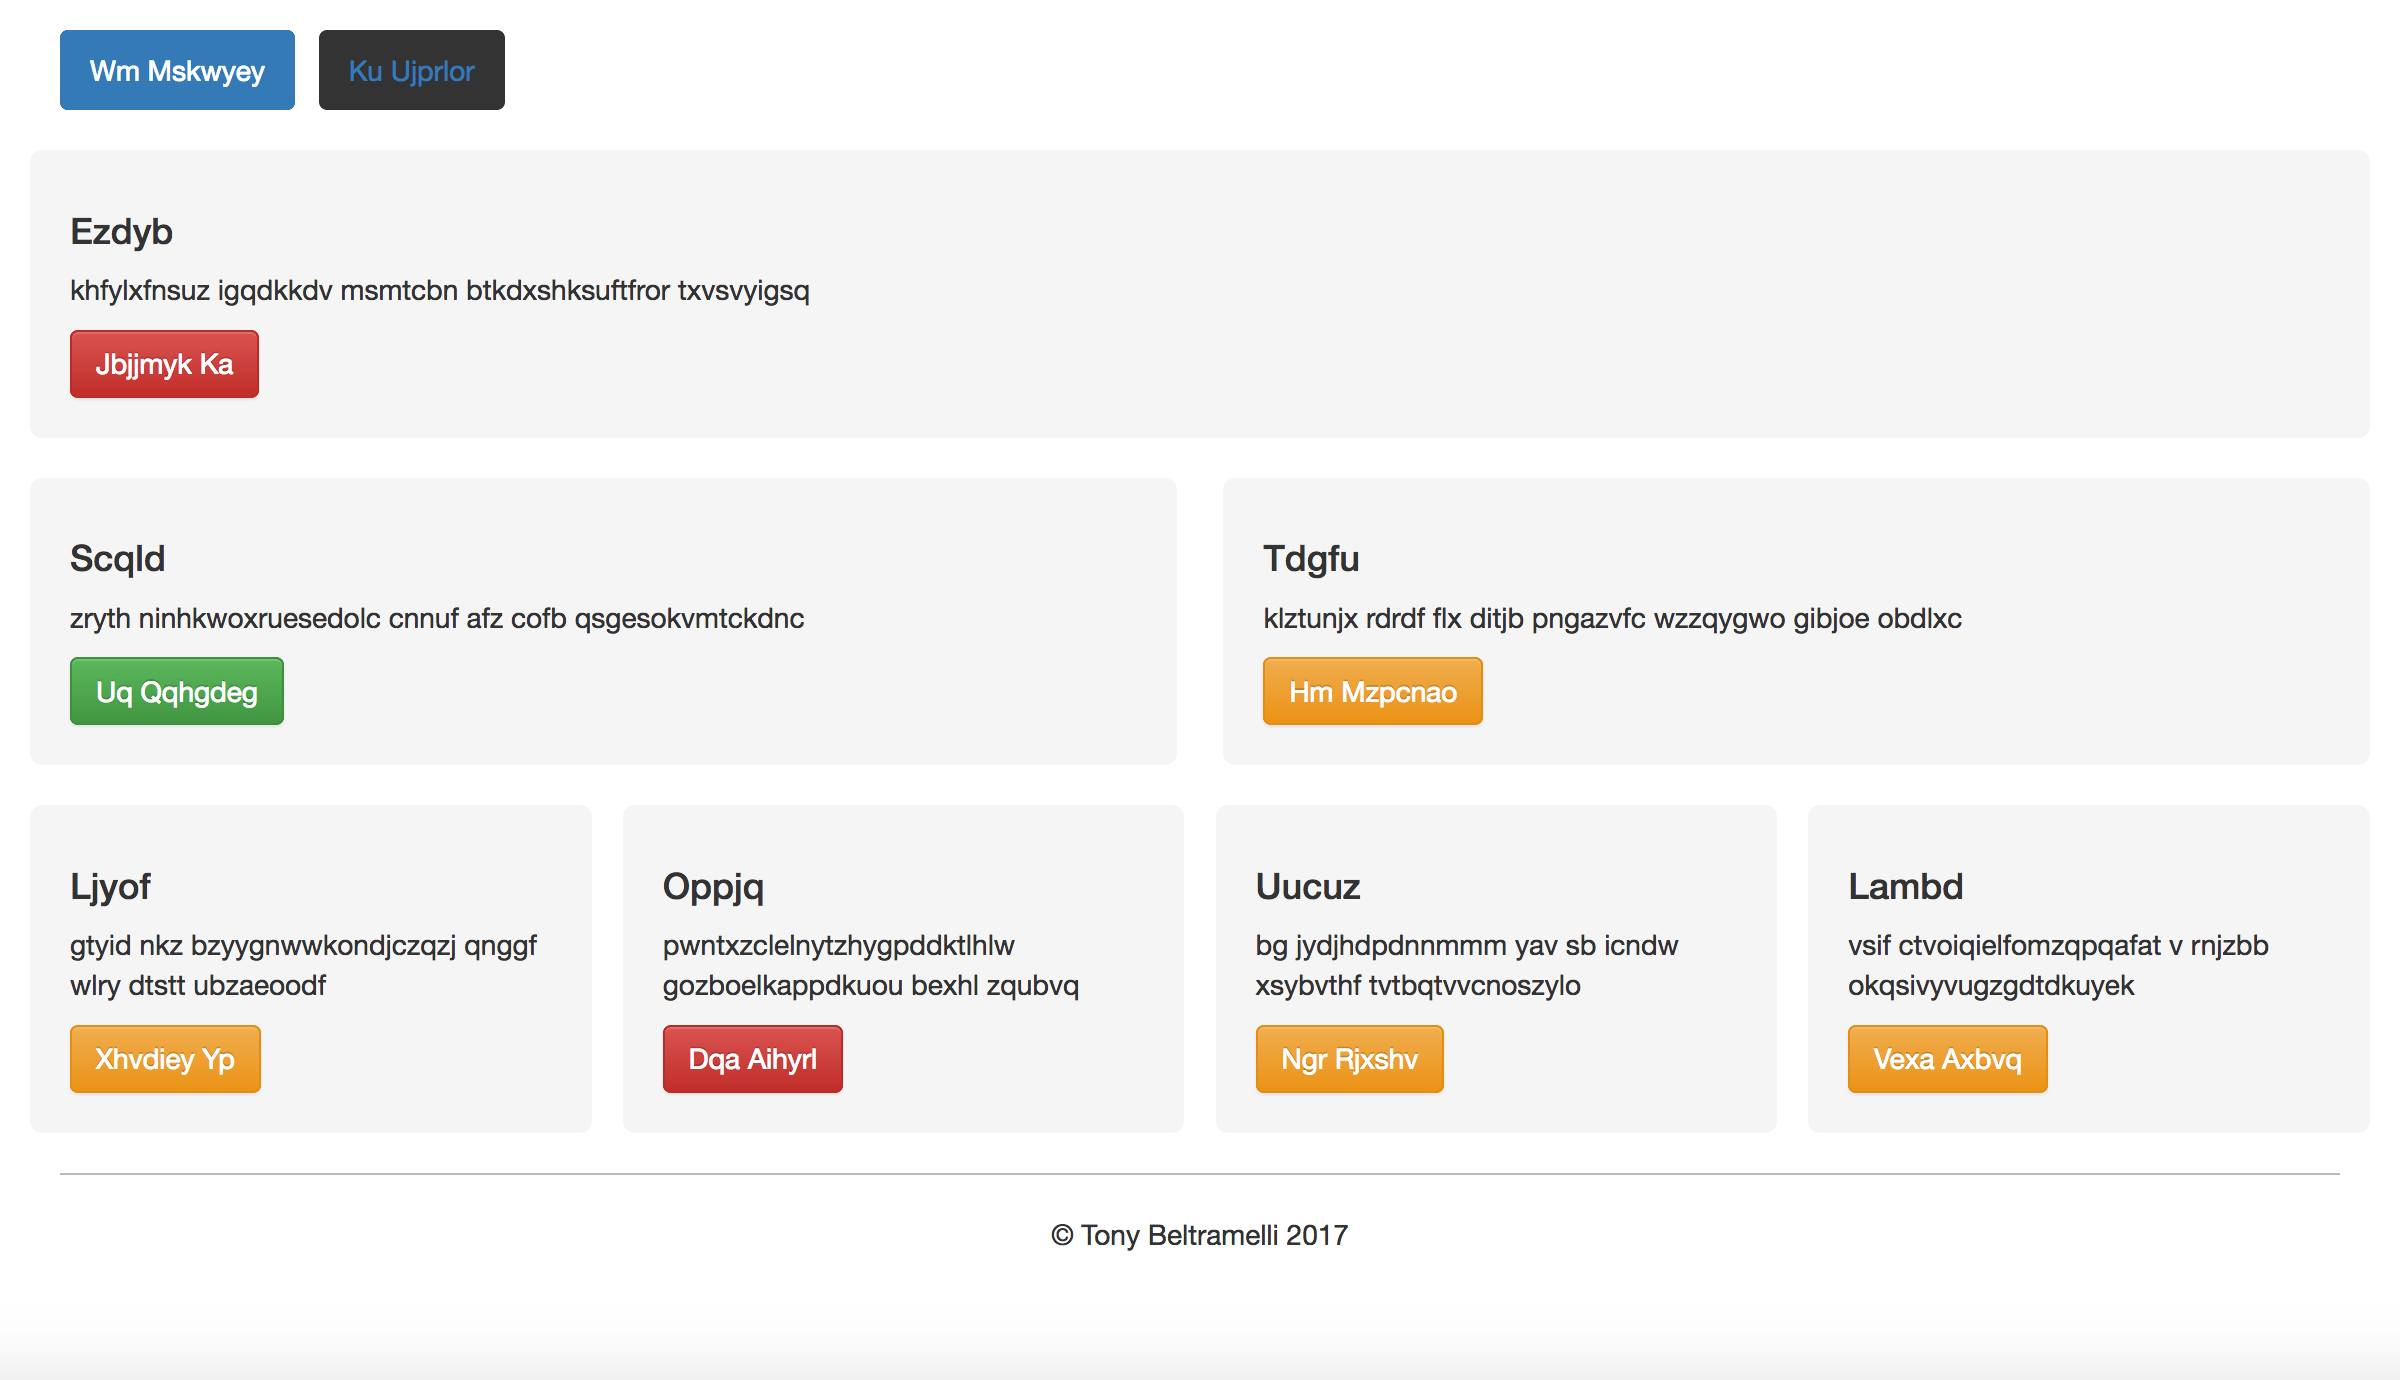 Wm Mskwyey
Ku Ujprlor
Ezdyb
khfylxfnsuz igqdkkdv msmtcbn btkdxshksuftfror txvsvyigsq
Jbjjmyk Ka
Scqld
zryth ninhkwoxruesedolc cnnuf afz cofb qsgesokvmtckdnc
Uq Qqhgdeg
Tdgfu
klztunjx rdrdf flx ditjb pngazvfc wzzqygwo gibjoe obdlxc
Hm Mzpcnao
Ljyof
gtyid nkz bzyygnwwkondjczqzj qnggf
wlry dtstt ubzaeoodf
Xhvdiey Yp
Oppjq
pwntxzclelnytzhygpddktlhlw
gozboelkappdkuou bexhl zqubvq
Dqa Aihyrl
Uucuz
bg jydjhdpdnnmmm yav sb icndw
xsybvthf tvtbqtvvcnoszylo
Ngr Rjxshv
Lambd
vsif ctvoiqielfomzqpqafat v rnjzbb
okqsivyvugzgdtdkuyek
Vexa Axbvq
© Tony Beltramelli 2017